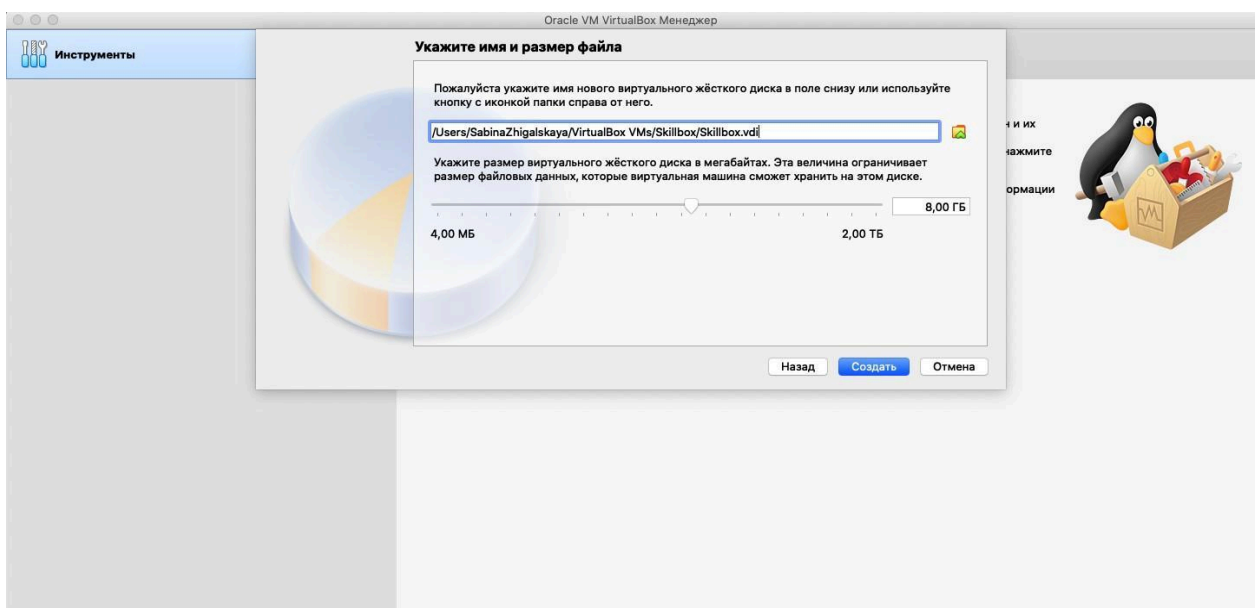 Oracle VM VirtualBox Менеджер
Инструменты
Укажите имя и размер файла
Пожалуйста укажите имя нового виртуального жёсткого диска в поле снизу или используйте
кнопку с иконкой папки справа от него.
/Users/SabinaZhigalskaya/VirtualBox VMs/Skillbox/Skillbox.vdi
Укажите размер виртуального жёсткого диска в мегабайтах. Эта величина ограничивает
размер файловых данных, которые виртуальная машина сможет хранить на этом диске.
8,00 ГБ
4,00 МБ 2,00 ТБ
Назад Создать Отмена
и их
нажмите